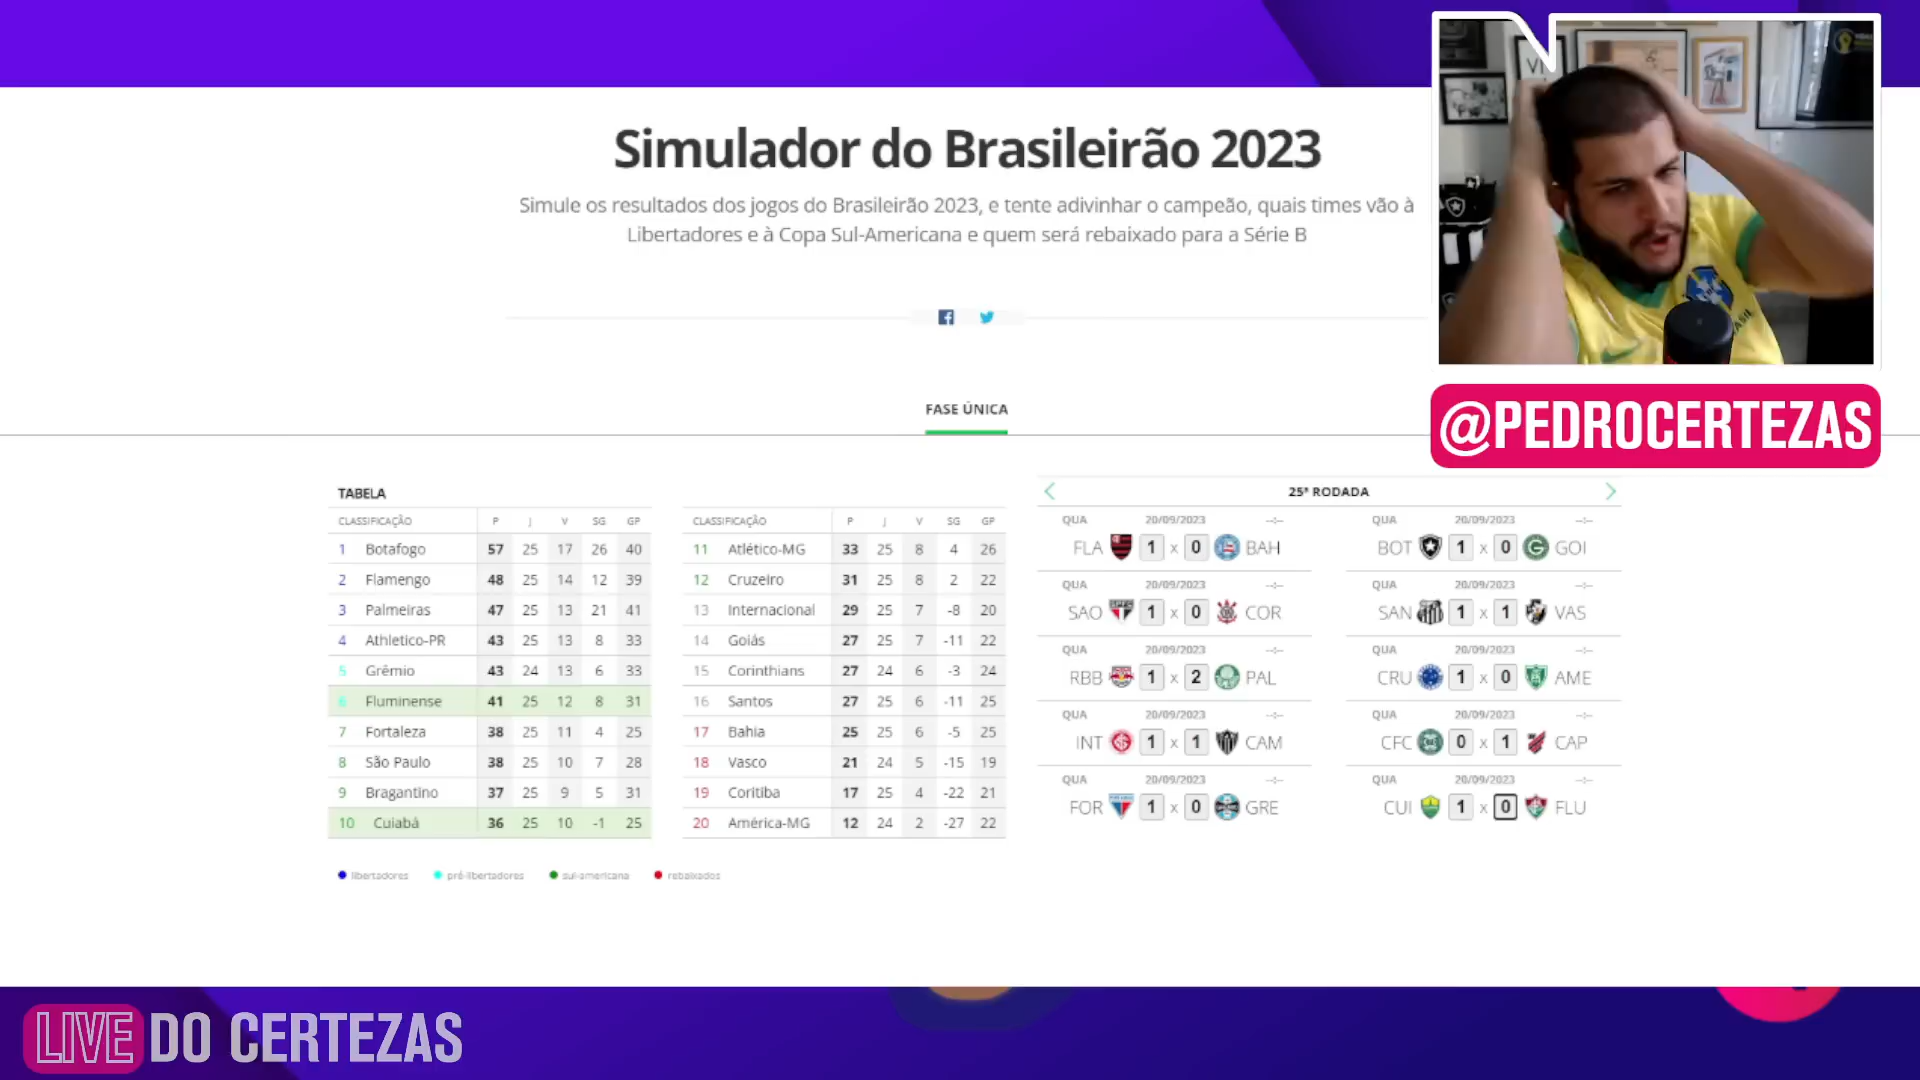 Simulador do Brasileirão 2023
Simule os resultados dos jogos do Brasileirão 2023, e tente adivinhar o campeão, quais times vão à
Libertadores e à Copa Sul-Americana e quem será rebaixado para a Série B
@PEDROCERTEZAS
FASE ÚNICA
TABELA
CLASSIFICAÇÃO P J V SG GP
1 Botafogo 57 25 17 26 40
2 Flamengo 48 25 14 12 39
3 Palmeiras 47 25 13 21 41
4 Athletico-PR 43 25 13 8 33
5 Grêmio 43 24 13 6 33
6 Fluminense 41 25 12 8 31
7 Fortaleza 38 25 11 4 25
8 São Paulo 38 25 10 7 28
9 Bragantino 37 25 9 5 31
10 Cuiabá 36 25 10 -1 25
CLASSIFICAÇÃO P J V SG GP
11 Atlético-MG 33 25 8 4 26
12 Cruzeiro 31 25 8 2 22
13 Internacional 29 25 7 -8 20
14 Goiás 27 25 7 -11 22
15 Corinthians 27 24 6 -3 24
16 Santos 27 25 6 -11 25
17 Bahia 25 25 6 -5 25
18 Vasco 21 24 5 -15 19
19 Coritiba 17 25 4 -22 21
20 América-MG 12 24 2 -27 22
libertadores pré-libertadores sul-americana rebaixados
25ª RODADA
QUA 20/09/2023 --:--
FLA 1 x 0 BAH
QUA 20/09/2023 --:--
BOT 1 x 0 GOI
QUA 20/09/2023 --:--
SAO 1 x 0 COR
QUA 20/09/2023 --:--
SAN 1 x 1 VAS
QUA 20/09/2023 --:--
RBB 1 x 2 PAL
QUA 20/09/2023 --:--
CRU 1 x 0 AME
QUA 20/09/2023 --:--
INT 1 x 1 CAM
QUA 20/09/2023 --:--
CFC 0 x 1 CAP
QUA 20/09/2023 --:--
FOR 1 x 0 GRE
QUA 20/09/2023 --:--
CUI 1 x 0 FLU
LIVE DO CERTEZAS